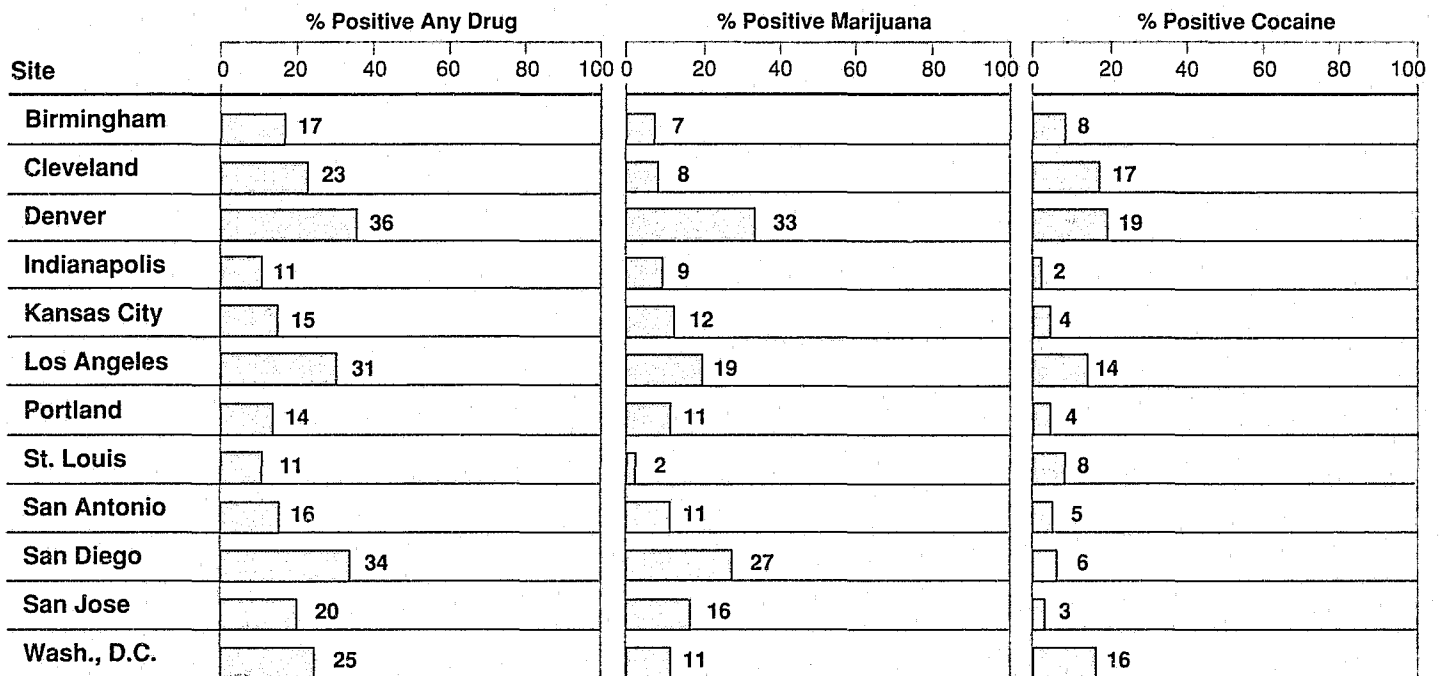 % Positive Any Drug % Positive Marijuana % Positive Cocaine
Site 0 20 40 60 80 100 0 20 40 60 80 100 0 20 40 60 80 100
Birmingham 17 7 8
Cleveland 23 8 17
Denver 36 33 19
Indianapolis 11 9 2
Kansas City 15 12 4
Los Angeles 31 19 14
Portland 14 11 4
St. Louis 11 2 8
San Antonio 16 11 5
San Diego 34 27 6
San Jose 20 16 3
Wash., D.C. 25 11 16